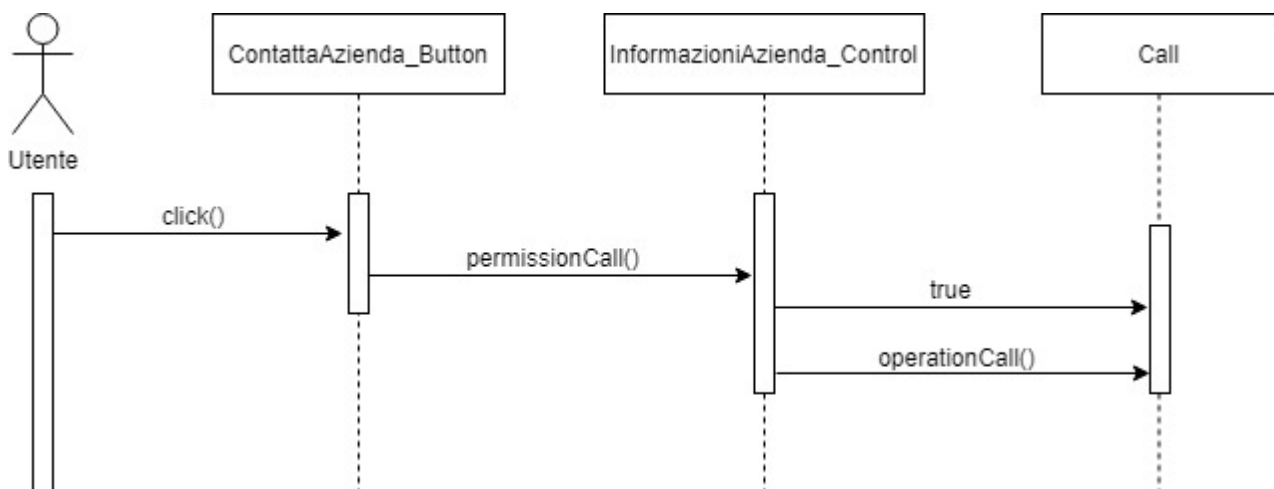 ContattaAzienda_Button
InformazioniAzienda_Control
Call
Utente
click()
permissionCall()
true
operationCall()